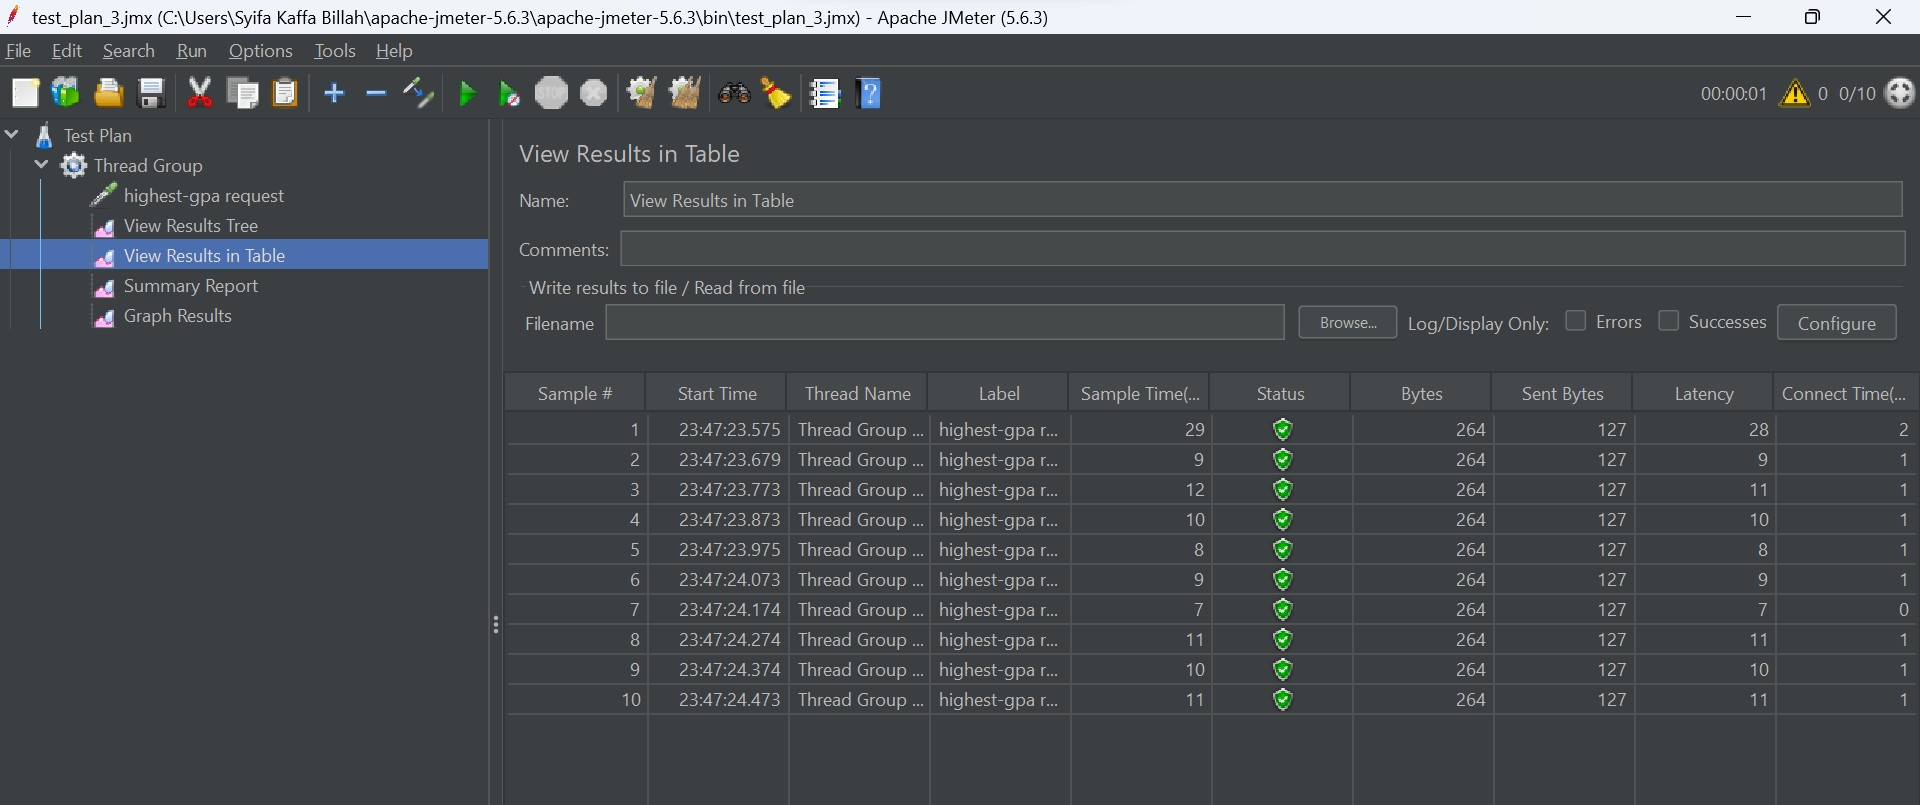 test_plan_3.jmx (C:\Users\Syifa Kaffa Billah\apache-jmeter-5.6.3\apache-jmeter-5.6.3\bin\test_plan_3.jmx) - Apache JMeter (5.6.3)
File Edit Search Run Options Tools Help
STOP 00:00:01 0 0/10
Test Plan
Thread Group
highest-gpa request
View Results Tree
View Results in Table
Summary Report
Graph Results
View Results in Table
Name: View Results in Table
Comments:
Write results to file / Read from file
Filename Browse... Log/Display Only: Errors Successes Configure
Sample # Start Time Thread Name Label Sample Time(... Status Bytes Sent Bytes Latency Connect Time(...
1 23:47:23.575 Thread Group ... highest-gpa r... 29 264 127 28 2
2 23:47:23.679 Thread Group ... highest-gpa r... 9 264 127 9 1
3 23:47:23.773 Thread Group ... highest-gpa r... 12 264 127 11 1
4 23:47:23.873 Thread Group ... highest-gpa r... 10 264 127 10 1
5 23:47:23.975 Thread Group ... highest-gpa r... 8 264 127 8 1
6 23:47:24.073 Thread Group ... highest-gpa r... 9 264 127 9 1
7 23:47:24.174 Thread Group ... highest-gpa r... 7 264 127 7 0
8 23:47:24.274 Thread Group ... highest-gpa r... 11 264 127 11 1
9 23:47:24.374 Thread Group ... highest-gpa r... 10 264 127 10 1
10 23:47:24.473 Thread Group ... highest-gpa r... 11 264 127 11 1